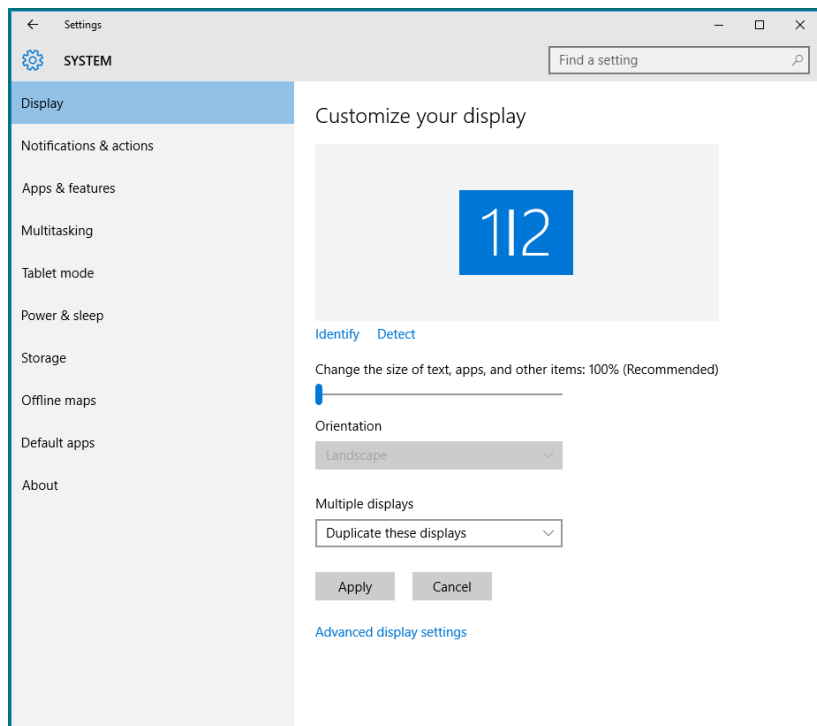 Settings
SYSTEM
Find a setting
Display
Notifications & actions
Apps & features
Multitasking
Tablet mode
Power & sleep
Storage
Offline maps
Default apps
About
Customize your display
1|2
Identify Detect
Change the size of text, apps, and other items: 100% (Recommended)
Orientation
Landscape
Multiple displays
Duplicate these displays
Apply Cancel
Advanced display settings